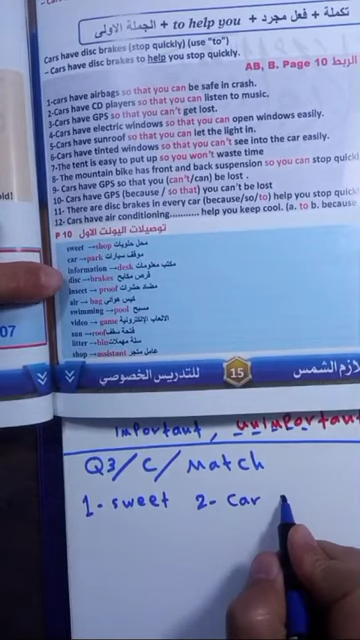 تكملة + فعل مجرد + to help you + الجملة الاولى
Cars have disc brakes (stop quickly) (use "to")
– Cars have disc brakes to help you stop quickly.
AB, B. Page 10 الربط
1-cars have airbags so that you can be safe in crash.
2-Cars have CD players so that you can listen to music.
3-Cars have GPS so that you can't get lost.
4-Cars have electric windows so that you can open windows easily.
5-Cars have sunroof so that you can let the light in.
6-Cars have tinted windows so that you can't see into the car easily.
7-The tent is easy to put up so you won't waste time
8- The mountain bike has front and back suspension so you can stop quickl
9- Cars have GPS so that you (can't/can) be lost .
10- Cars have GPS (because / so that) you can't be lost
11- There are disc brakes in every car (because/so/to) help you stop quickl
12- Cars have air conditioning........... help you keep cool. (a. to b. because
P 10 توصيلات اليونت الاول
sweet →shop محل حلويات
car →park موقف سيارات
information →desk مكتب معلومات
disc →brakes قرص مكابح
insect → proof مضاد حشرات
air → bag كيس هوائي
swimming →pool مسبح
video → game الالعاب الإلكترونية
sun →roof فتحة سقف
litter →bin سلة مهملات
shop →assistant عامل متجر
old!
07
للتدريس الخصوصي
15
لازم الشمس
Important , unimportan
Q3/C/Match
1- sweet 2- car